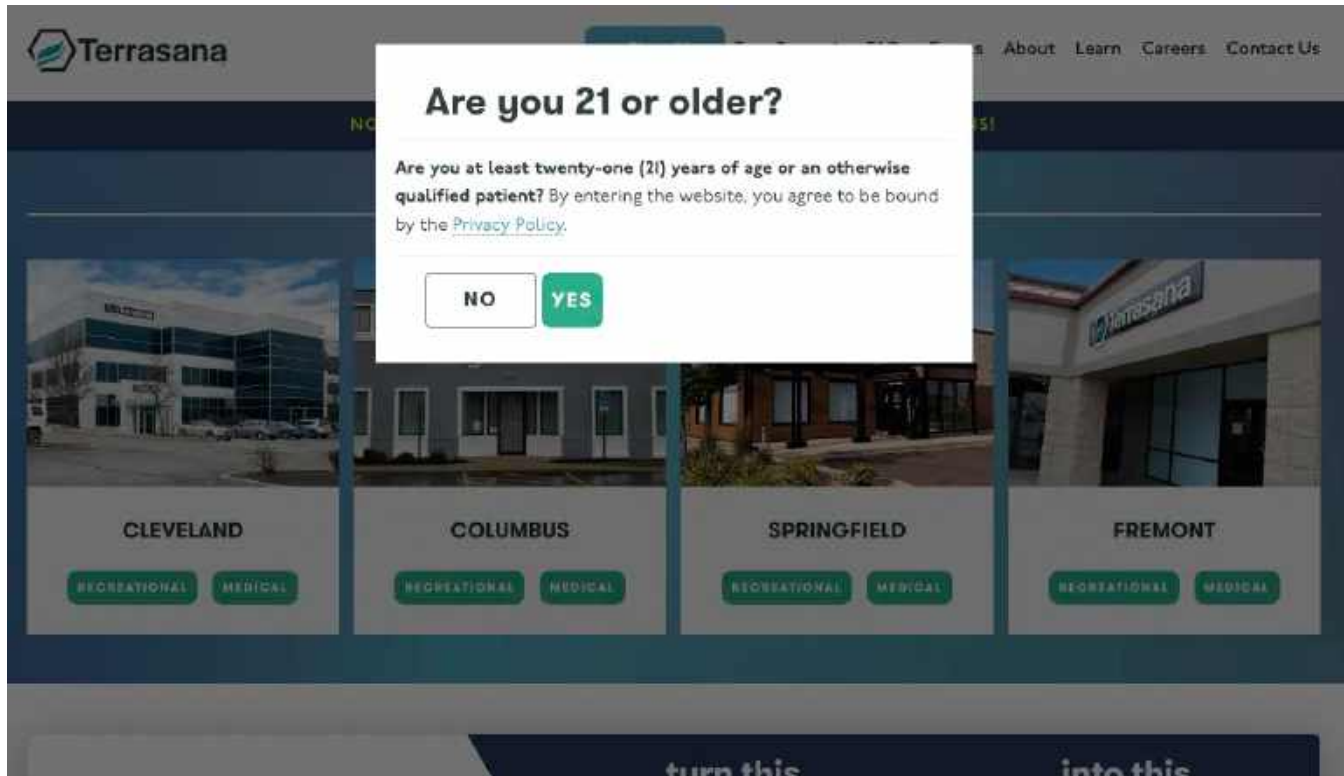 Terrasana
About Learn Careers Contact Us
Are you 21 or older?
Are you at least twenty-one (21) years of age or an otherwise
qualified patient? By entering the website, you agree to be bound
by the Privacy Policy.
NO YES
Terrasana
CLEVELAND COLUMBUS SPRINGFIELD FREMONT
RECREATIONAL MEDICAL RECREATIONAL MEDICAL RECREATIONAL MEDICAL RECREATIONAL MEDICAL
turn this into this